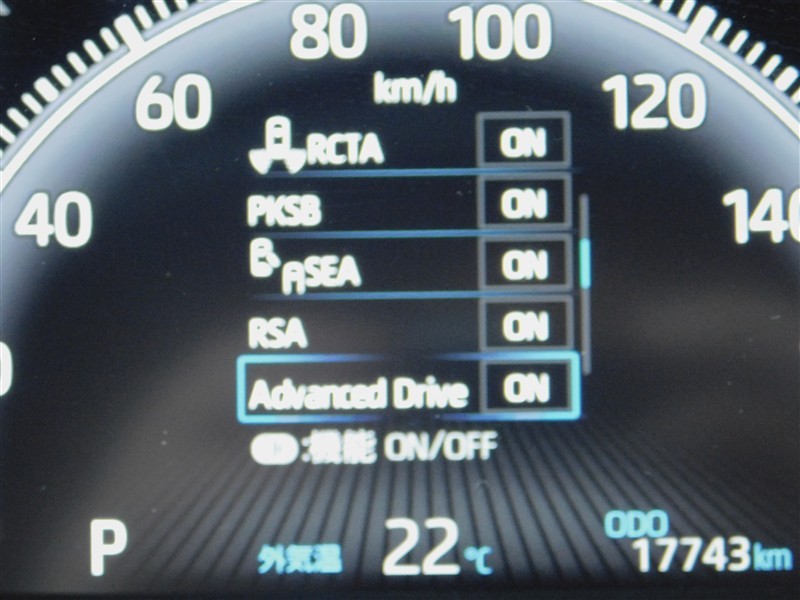 80 100
km/h
60 120
RCTA ON
PKSB ON
40 140
SEA ON
RSA ON
Advanced Drive ON
:機能 ON/OFF
P 外気温 22℃ ODO 17743km